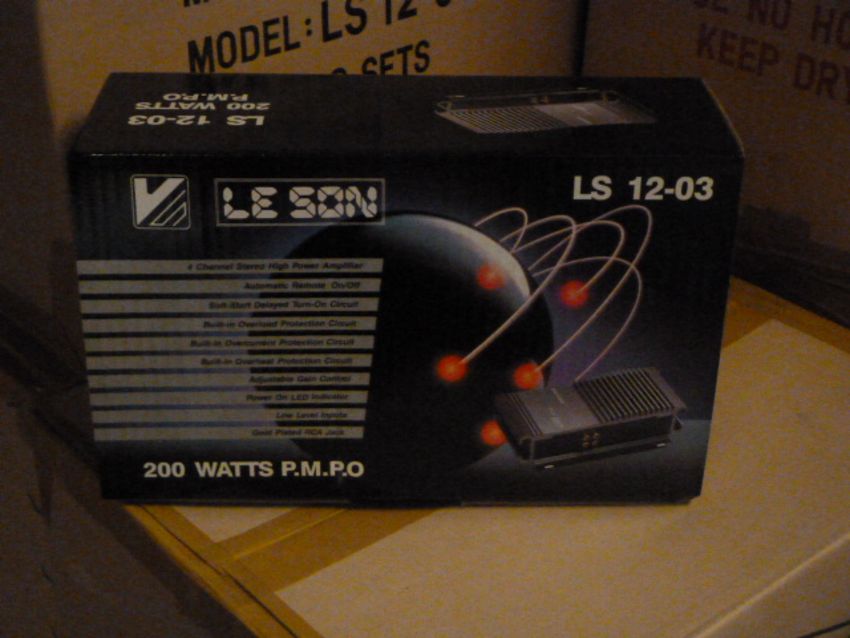 MODEL: LS 12-0
SETS
NO
KEEP DRY
200 WATTS
P.M.P.O
LS 12-03
LE SON
LS 12-03
4 Channel Stereo High Power Amplifier
Automatic Remote On/Off
Soft-Start Delayed Turn-On Circuit
Built-in Overload Protection Circuit
Built-in Overcurrent Protection Circuit
Built-in Overheat Protection Circuit
Adjustable Gain Control
Power On LED Indicator
Low Level Inputs
Gold Plated RCA Jack
200 WATTS P.M.P.O